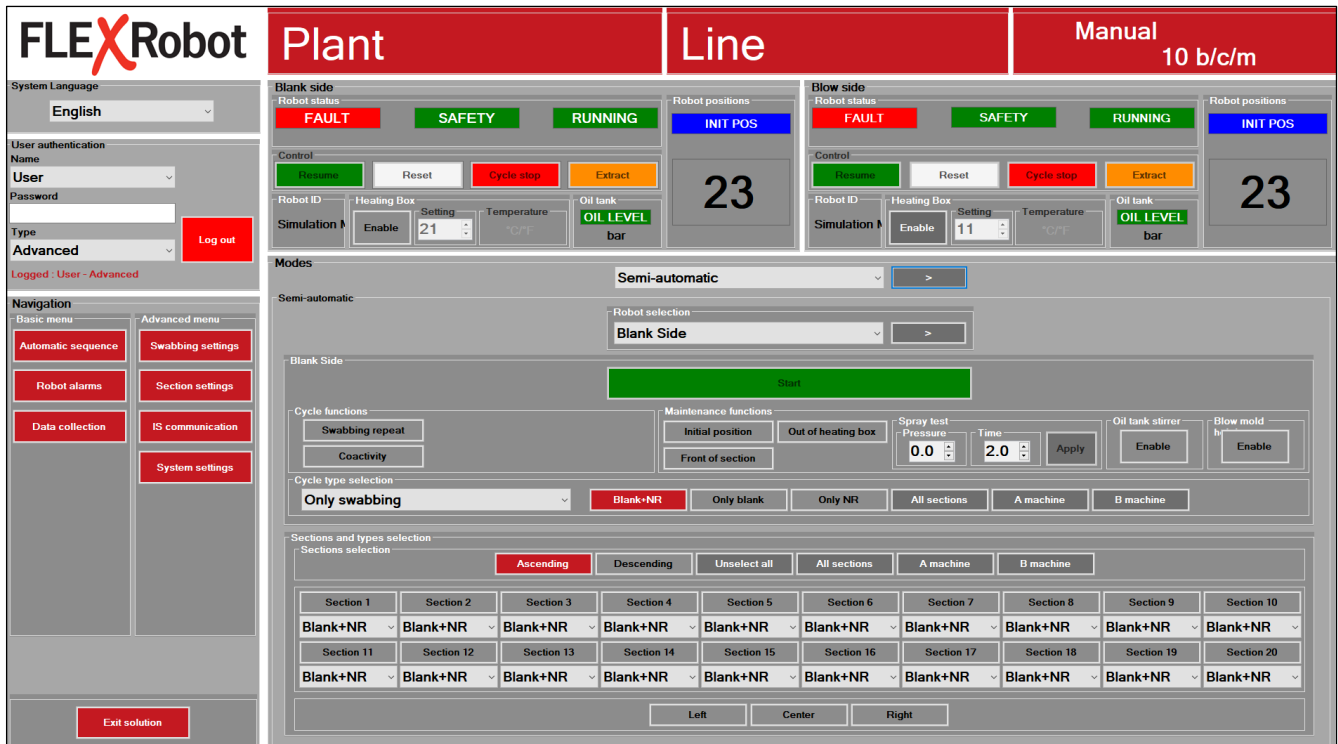 FLEXRobot
Plant
Line
Manual
10 b/c/m
System Language
English
User authentication
Name
User
Password
Type
Advanced
Log out
Logged : User - Advanced
Navigation
Basic menu
Advanced menu
Automatic sequence
Swabbing settings
Robot alarms
Section settings
Data collection
IS communication
System settings
Exit solution
Blank side
Robot status
FAULT SAFETY RUNNING
Robot positions
INIT POS
23
Control
Resume Reset Cycle stop Extract
Robot ID
Simulation
Heating Box
Enable
Setting
21
Temperature
°C/°F
Oil tank
OIL LEVEL
bar
Blow side
Robot status
FAULT SAFETY RUNNING
Robot positions
INIT POS
23
Control
Resume Reset Cycle stop Extract
Robot ID
Simulation
Heating Box
Enable
Setting
11
Temperature
°C/°F
Oil tank
OIL LEVEL
bar
Modes
Semi-automatic >
Semi-automatic
Robot selection
Blank Side >
Blank Side
Start
Cycle functions
Swabbing repeat
Coactivity
Maintenance functions
Initial position Out of heating box
Front of section
Spray test
Pressure
0.0
Time
2.0
Apply
Oil tank stirrer
Enable
Blow mold
Enable
Cycle type selection
Only swabbing Blank+NR Only blank Only NR All sections A machine B machine
Sections and types selection
Sections selection
Ascending Descending Unselect all All sections A machine B machine
Section 1 Section 2 Section 3 Section 4 Section 5 Section 6 Section 7 Section 8 Section 9 Section 10
Blank+NR Blank+NR Blank+NR Blank+NR Blank+NR Blank+NR Blank+NR Blank+NR Blank+NR Blank+NR
Section 11 Section 12 Section 13 Section 14 Section 15 Section 16 Section 17 Section 18 Section 19 Section 20
Blank+NR Blank+NR Blank+NR Blank+NR Blank+NR Blank+NR Blank+NR Blank+NR Blank+NR Blank+NR
Left Center Right